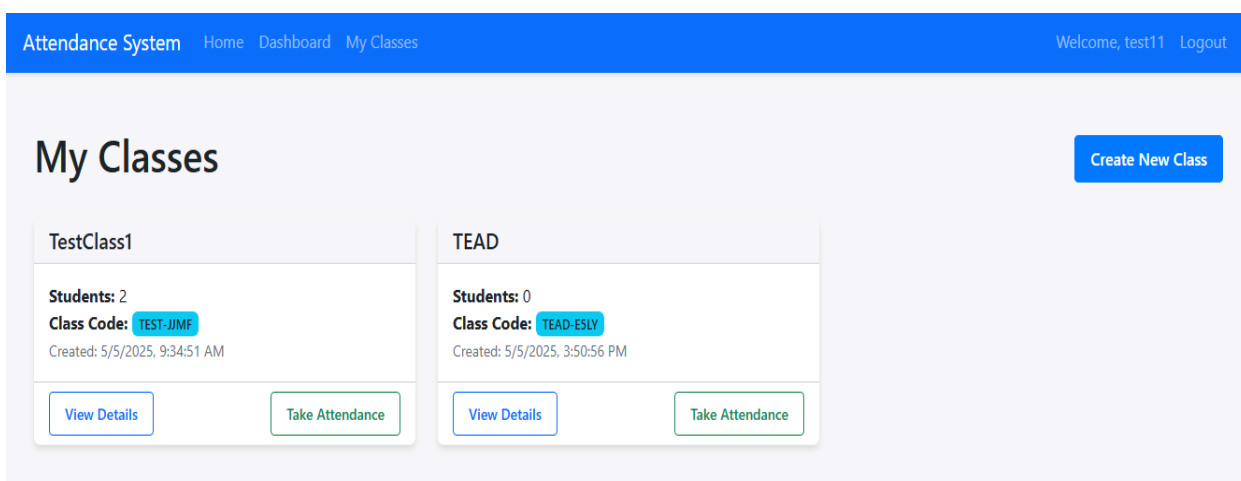 Attendance System Home Dashboard My Classes Welcome, test11 Logout
My Classes
Create New Class
TestClass1
Students: 2
Class Code: TEST-JJMF
Created: 5/5/2025, 9:34:51 AM
View Details Take Attendance
TEAD
Students: 0
Class Code: TEAD-E5LY
Created: 5/5/2025, 3:50:56 PM
View Details Take Attendance